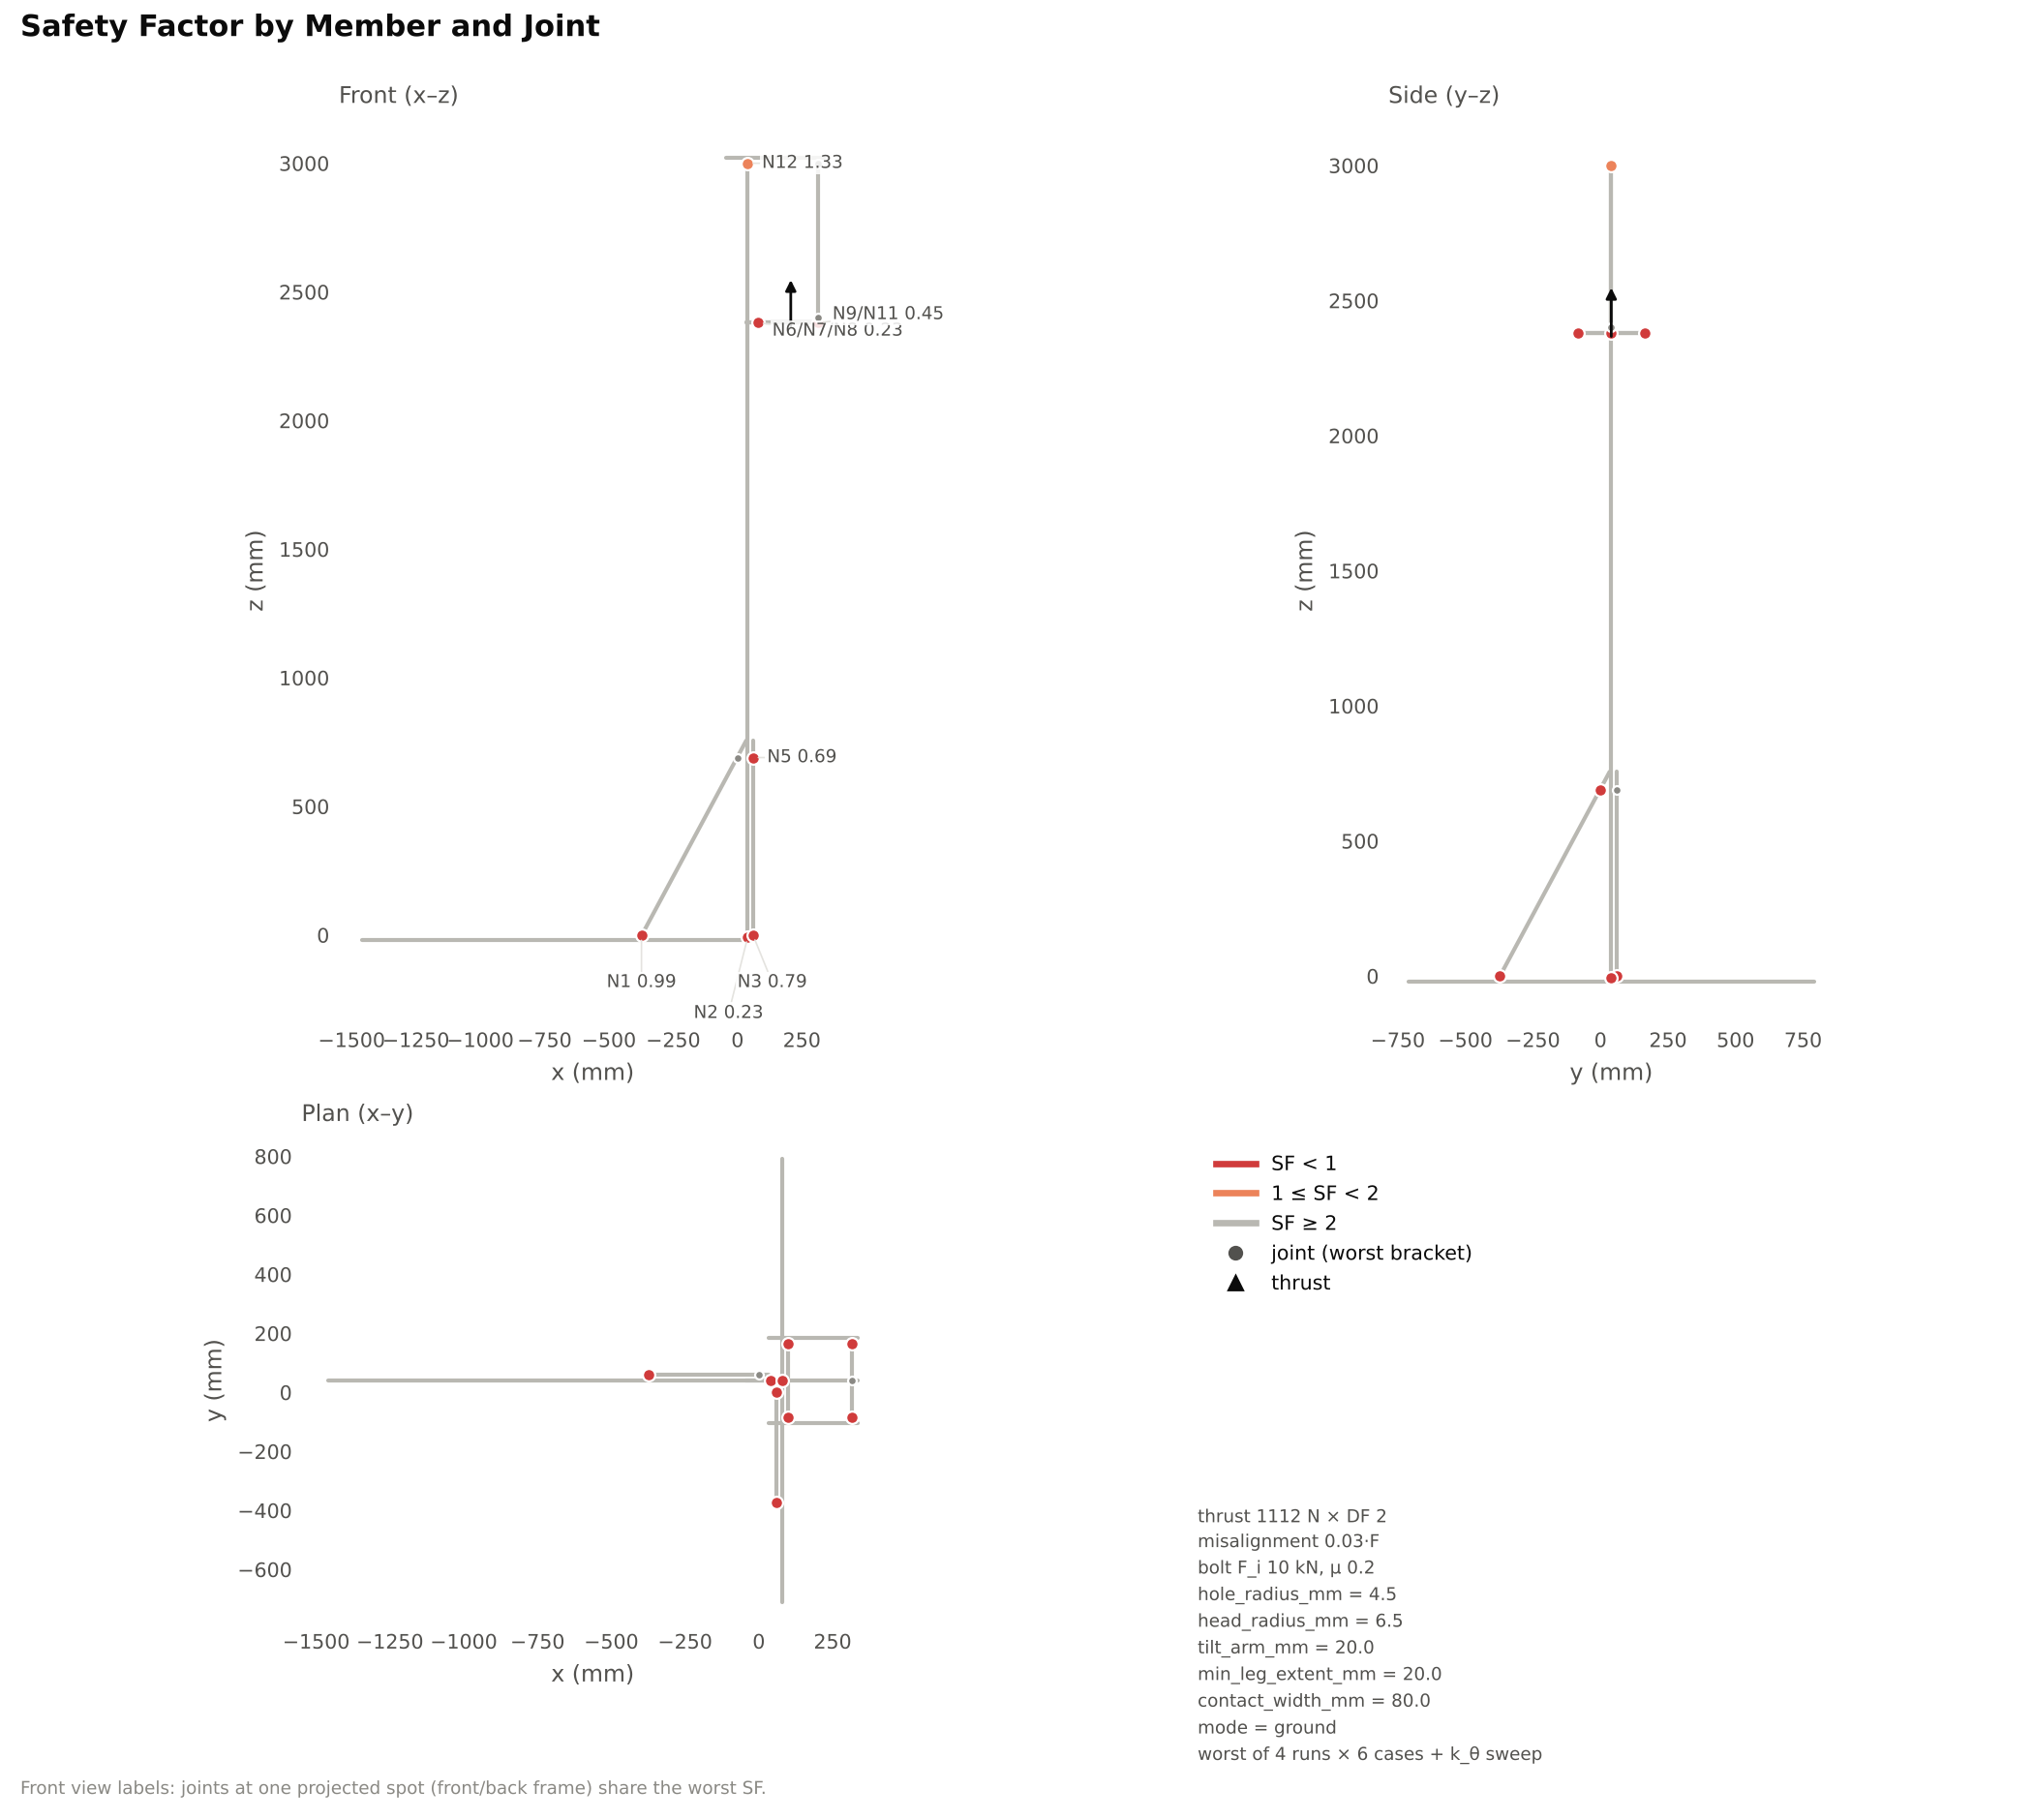 Safety Factor by Member and Joint
Front (x–z)
Side (y–z)
3000
2500
2000
1500
1000
500
0
z (mm)
N12 1.33
N9/N11 0.45
N6/N7/N8 0.23
N5 0.69
N1 0.99
N3 0.79
N2 0.23
−1500 −1250 −1000 −750 −500 −250 0 250
x (mm)
3000
2500
2000
1500
1000
500
0
z (mm)
−750 −500 −250 0 250 500 750
y (mm)
Plan (x–y)
800
600
400
200
0
−200
−400
−600
y (mm)
−1500 −1250 −1000 −750 −500 −250 0 250
x (mm)
SF < 1
1 ≤ SF < 2
SF ≥ 2
joint (worst bracket)
thrust
thrust 1112 N × DF 2
misalignment 0.03·F
bolt F_i 10 kN, μ 0.2
hole_radius_mm = 4.5
head_radius_mm = 6.5
tilt_arm_mm = 20.0
min_leg_extent_mm = 20.0
contact_width_mm = 80.0
mode = ground
worst of 4 runs × 6 cases + k_θ sweep
Front view labels: joints at one projected spot (front/back frame) share the worst SF.